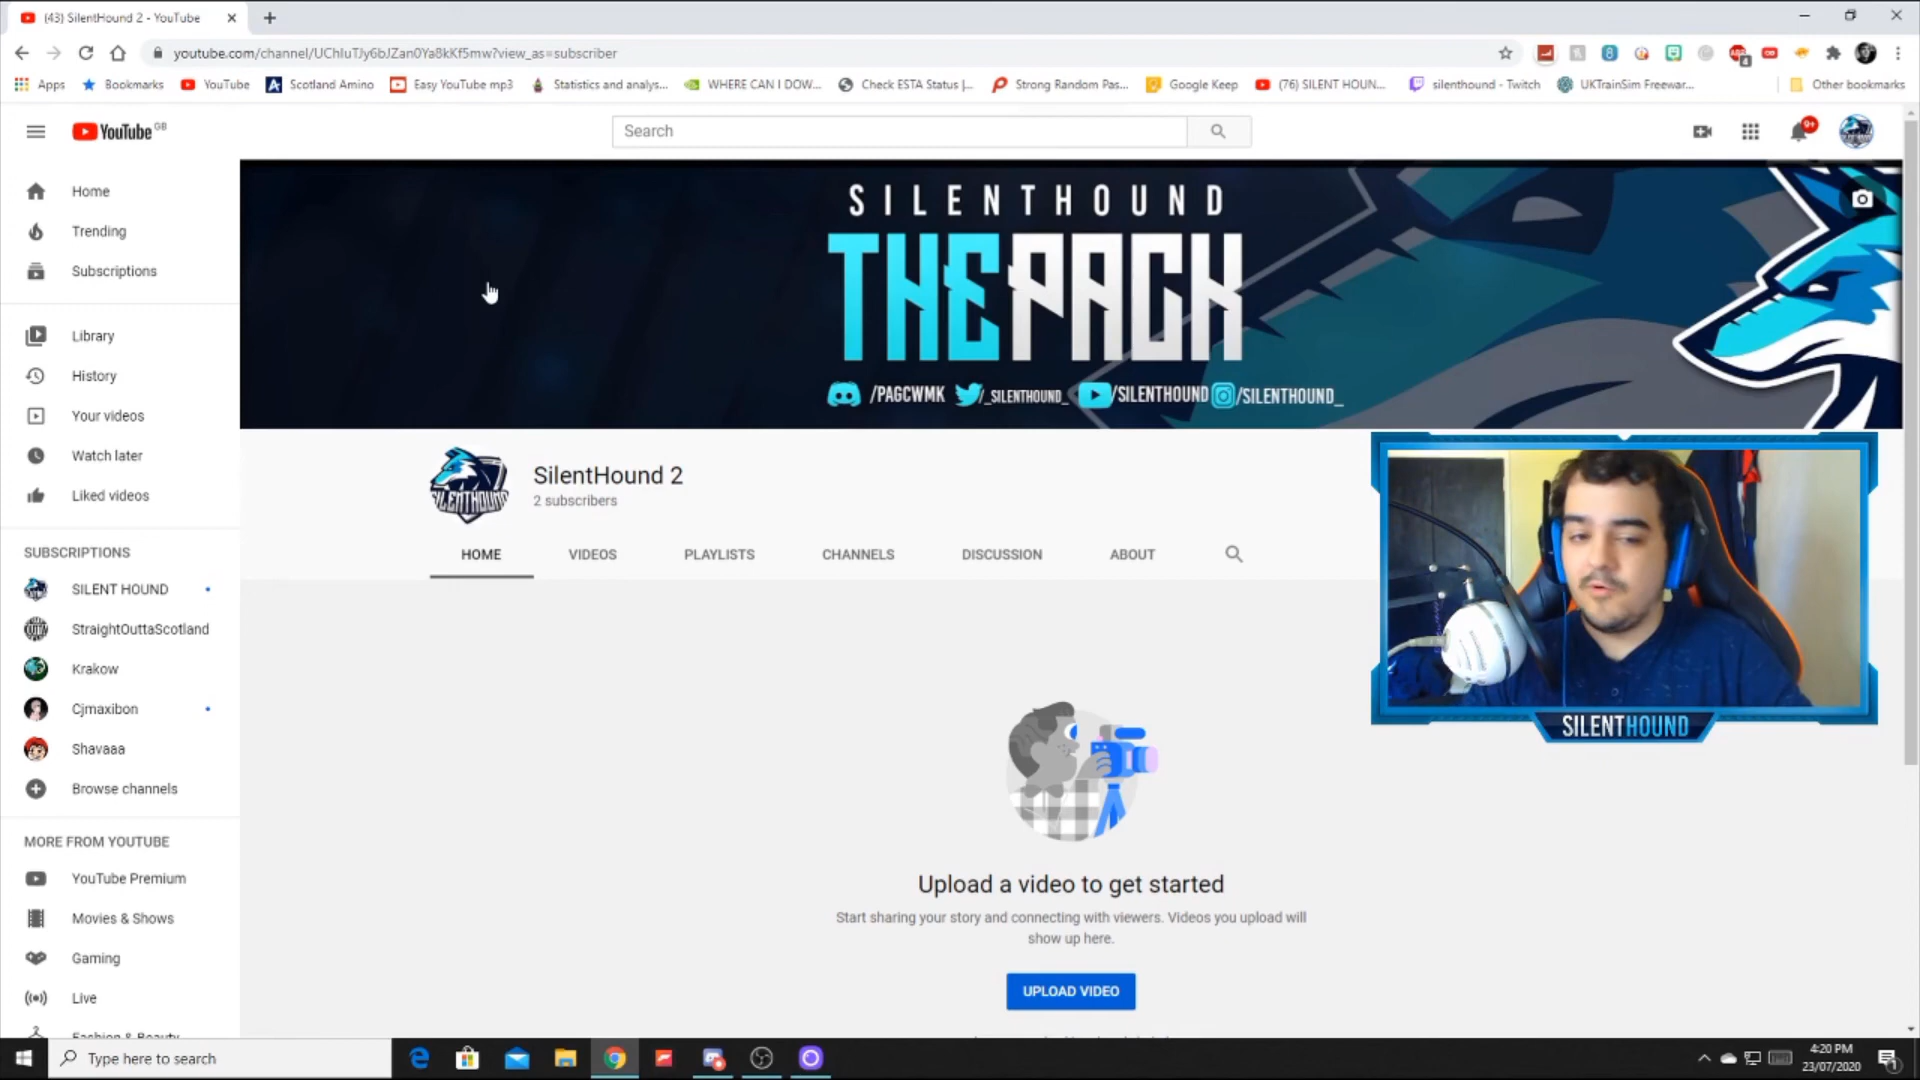 (43) SilentHound 2 - YouTube
youtube.com/channel/UChIuTJy6bJZan0Ya8kKf5mw?view_as=subscriber
Apps
Bookmarks
YouTube
Scotland Amino
Easy YouTube mp3
Statistics and analys...
WHERE CAN I DOW...
Check ESTA Status |...
Strong Random Pas...
Google Keep
(76) SILENT HOUN...
silenthound - Twitch
UKTrainSim Freewar...
Other bookmarks
YouTube GB
Search
9+
Home
Trending
Subscriptions
Library
History
Your videos
Watch later
Liked videos
SUBSCRIPTIONS
SILENT HOUND
StraightOuttaScotland
Krakow
Cjmaxibon
Shavaaa
Browse channels
MORE FROM YOUTUBE
YouTube Premium
Movies & Shows
Gaming
Live
Fashion & Beauty
SILENTHOUND
THEPACK
/PAGCWMK
/_SILENTHOUND_
/SILENTHOUND
/SILENTHOUND_
SILENTHOUND
SilentHound 2
2 subscribers
HOME
VIDEOS
PLAYLISTS
CHANNELS
DISCUSSION
ABOUT
SILENTHOUND
Upload a video to get started
Start sharing your story and connecting with viewers. Videos you upload will
show up here.
UPLOAD VIDEO
Type here to search
4:20 PM
23/07/2020